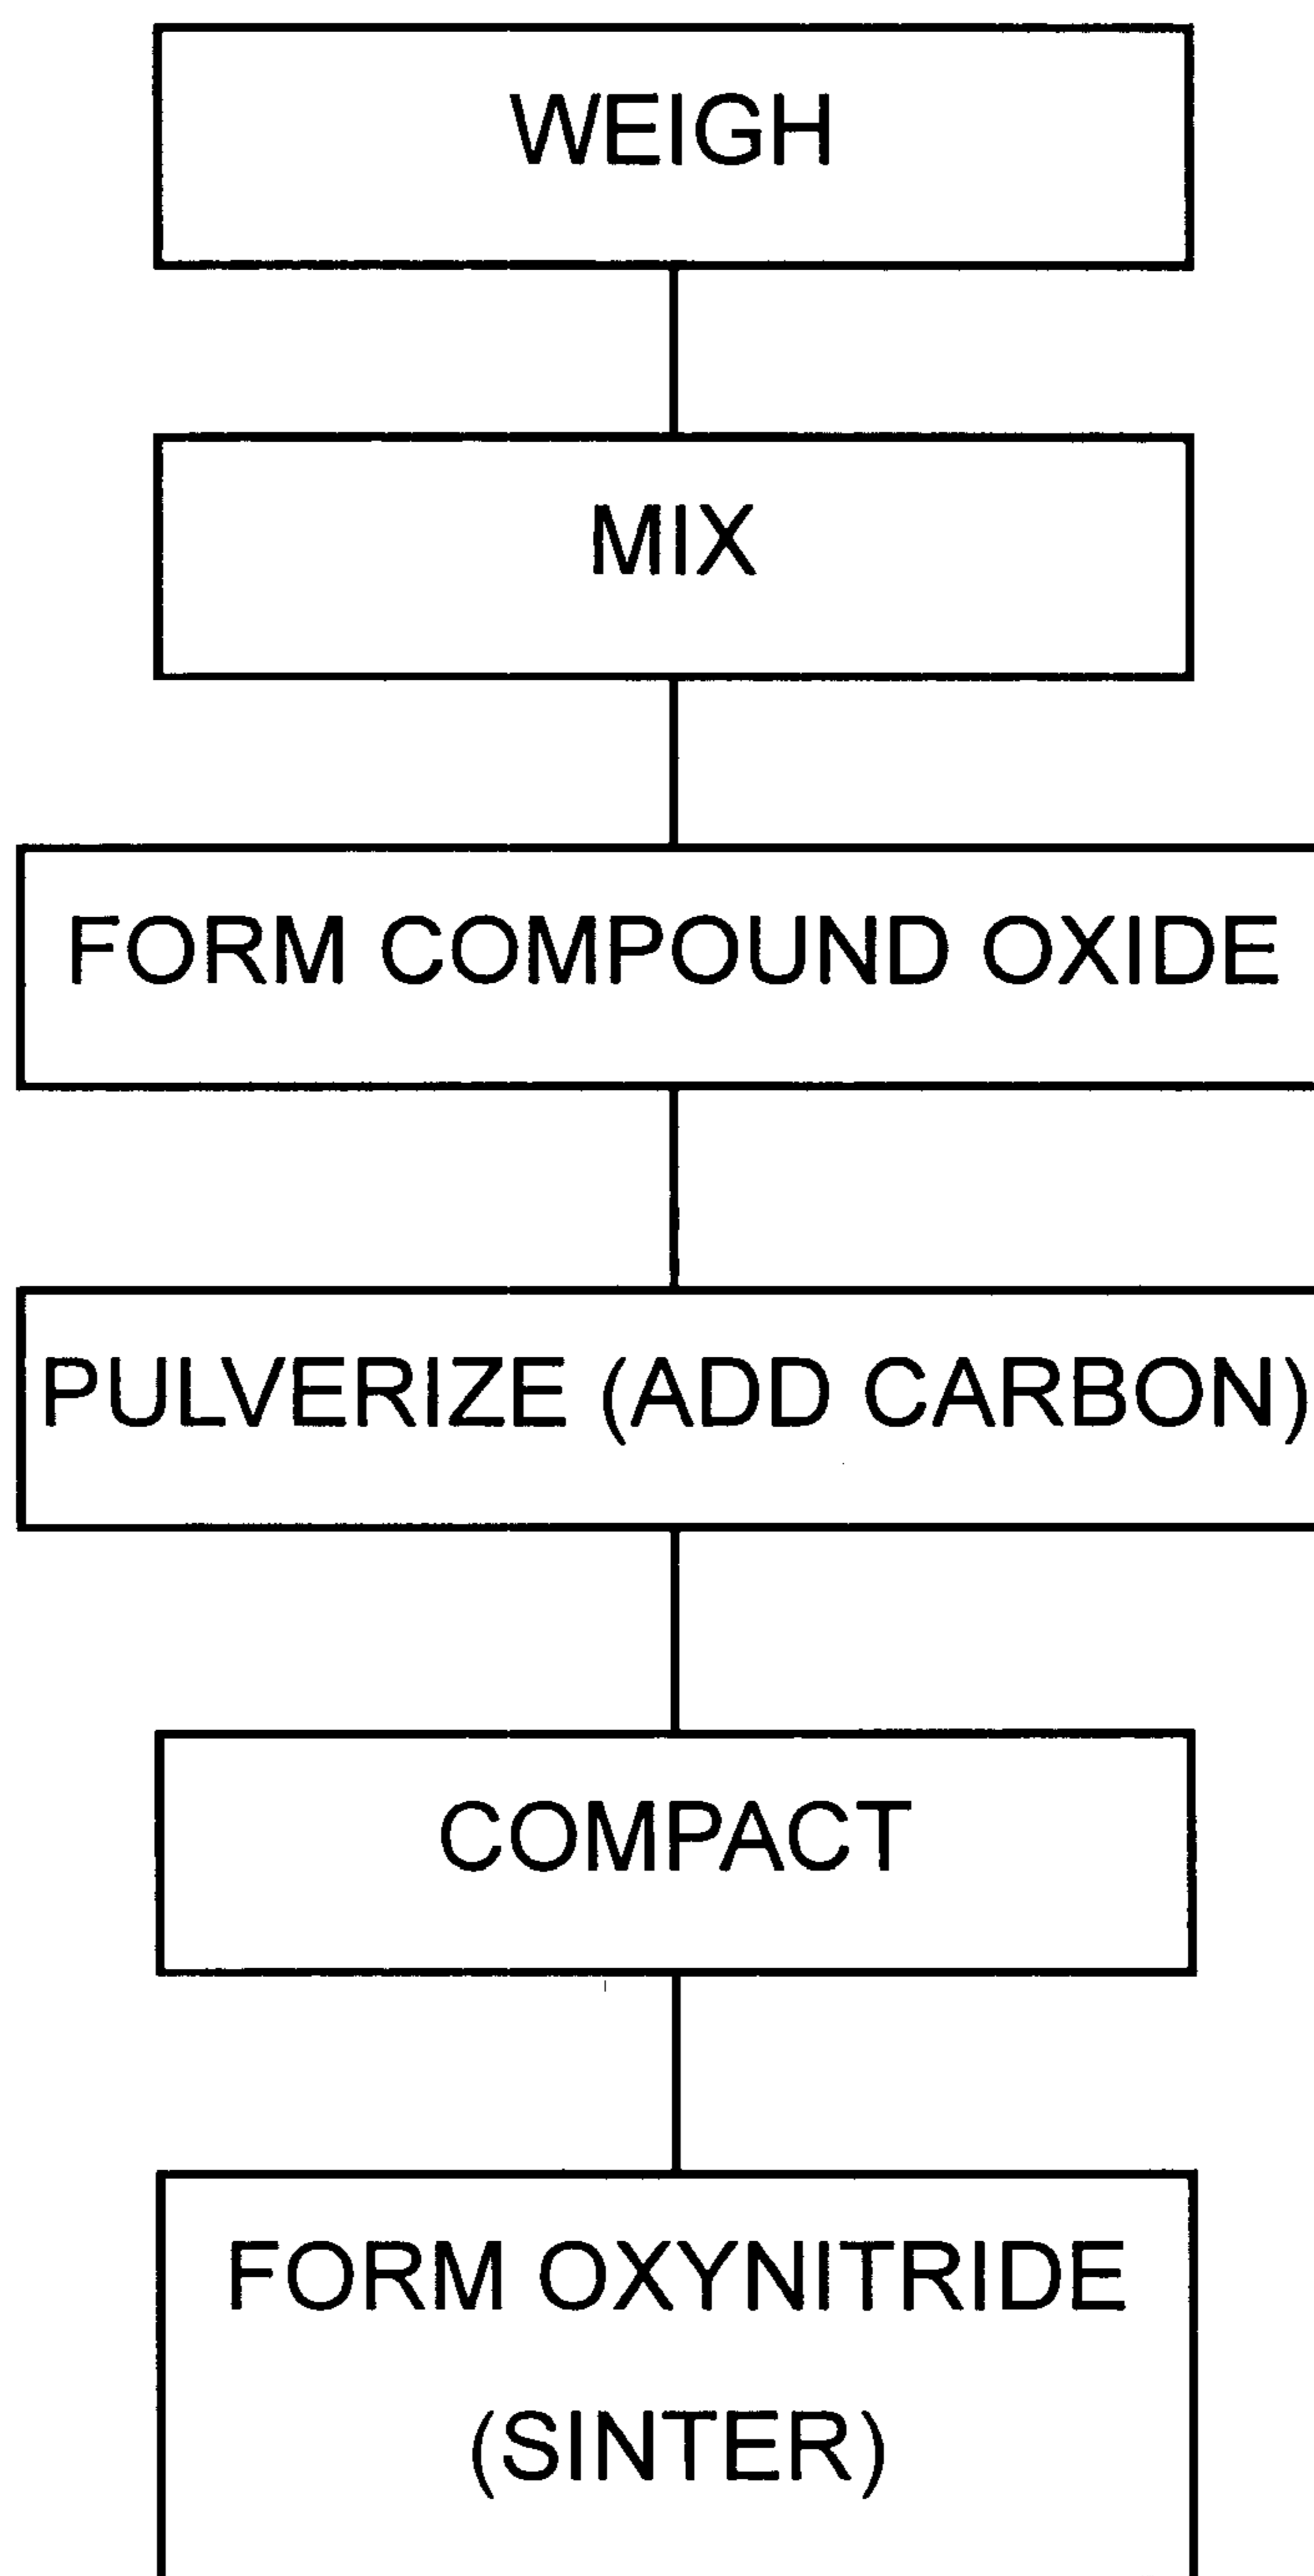 WEIGH
MIX
FORM COMPOUND OXIDE
PULVERIZE (ADD CARBON)
COMPACT
FORM OXYNITRIDE
(SINTER)